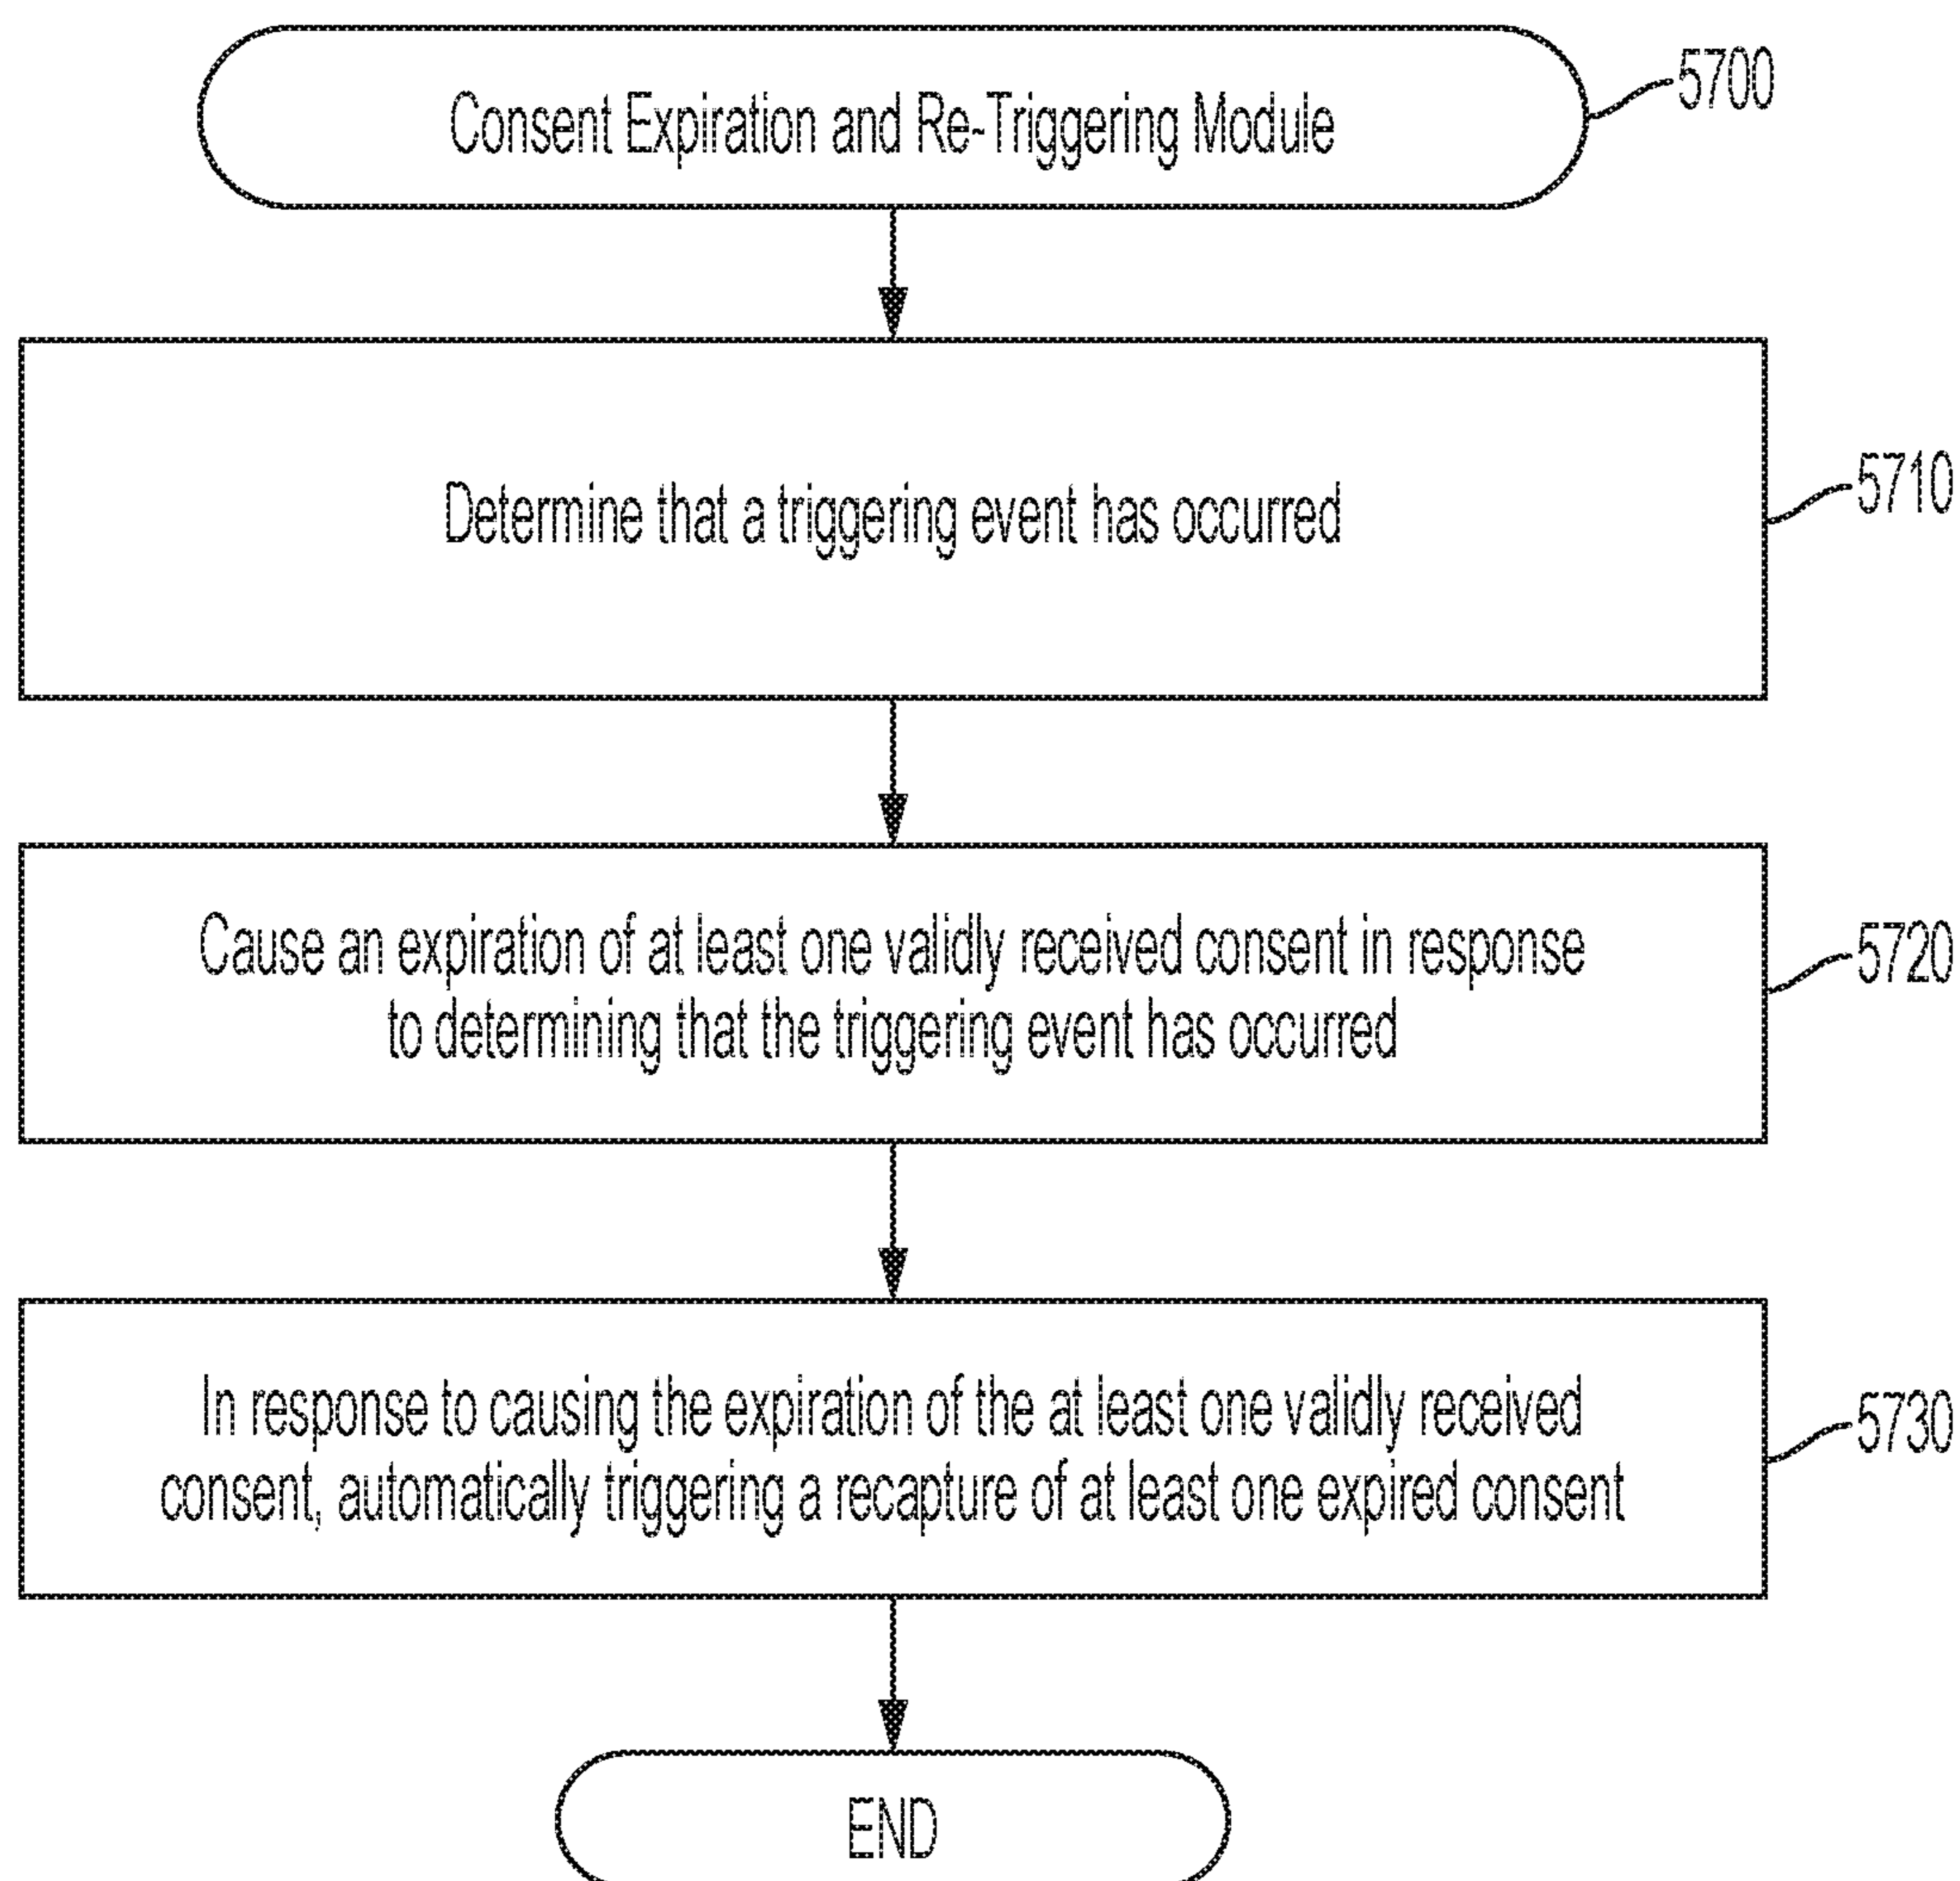 Consent Expiration and Re-Triggering Module
5700
Determine that a triggering event has occurred
5710
Cause an expiration of at least one validly received consent in response
to determining that the triggering event has occurred
5720
In response to causing the expiration of the at least one validly received
consent, automatically triggering a recapture of at least one expired consent
5730
END